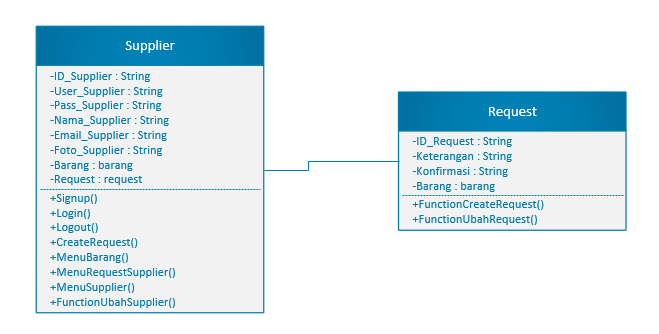 Supplier
-ID_Supplier : String
-User_Supplier : String
-Pass_Supplier : String
-Nama_Supplier : String
-Email_Supplier : String
-Foto_Supplier : String
-Barang : barang
-Request : request
+Signup()
+Login()
+Logout()
+CreateRequest()
+MenuBarang()
+MenuRequestSupplier()
+MenuSupplier()
+FunctionUbahSupplier()
Request
-ID_Request : String
-Keterangan : String
-Konfirmasi : String
-Barang : barang
+FunctionCreateRequest()
+FunctionUbahRequest()